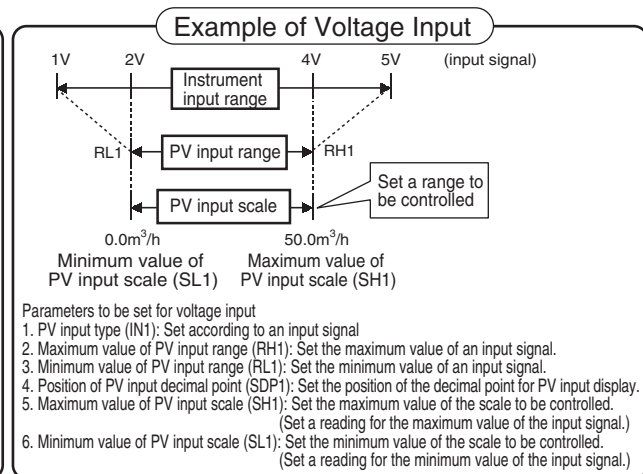 Example of Voltage Input
1V 2V 4V 5V (input signal)
Instrument
input range
RL1 PV input range RH1
PV input scale
Set a range to
be controlled
0.0m³/h 50.0m³/h
Minimum value of
PV input scale (SL1)
Maximum value of
PV input scale (SH1)
Parameters to be set for voltage input
1. PV input type (IN1): Set according to an input signal
2. Maximum value of PV input range (RH1): Set the maximum value of an input signal.
3. Minimum value of PV input range (RL1): Set the minimum value of an input signal.
4. Position of PV input decimal point (SDP1): Set the position of the decimal point for PV input display.
5. Maximum value of PV input scale (SH1): Set the maximum value of the scale to be controlled.
(Set a reading for the maximum value of the input signal.)
6. Minimum value of PV input scale (SL1): Set the minimum value of the scale to be controlled.
(Set a reading for the minimum value of the input signal.)